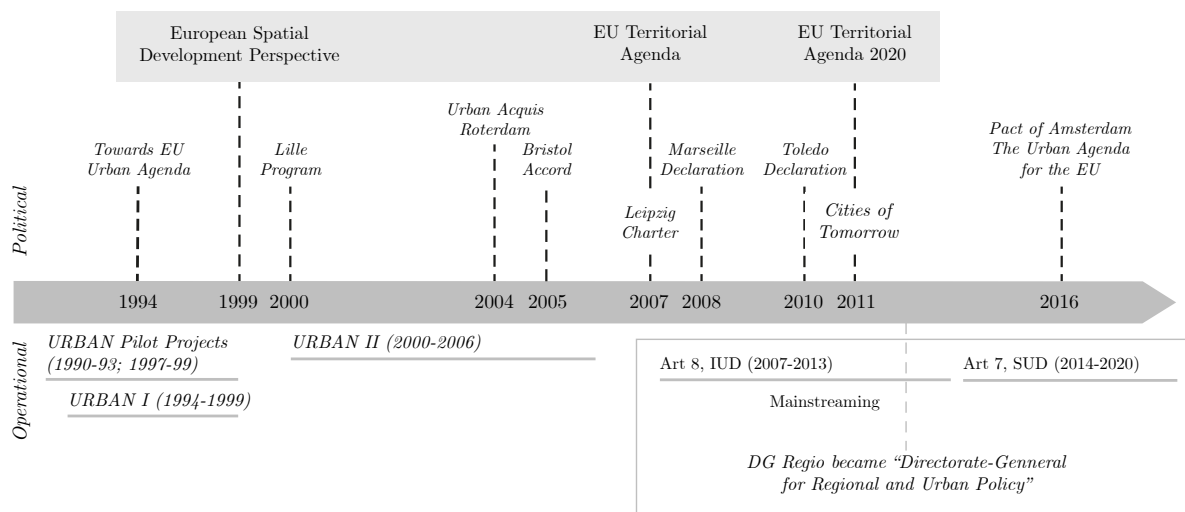 European Spatial
Development Perspective
EU Territorial
Agenda
EU Territorial
Agenda 2020
Urban Acquis
Roterdam
Towards EU
Urban Agenda
Lille
Program
Bristol
Accord
Marseille
Declaration
Toledo
Declaration
Pact of Amsterdam
The Urban Agenda
for the EU
Leipzig
Charter
Cities of
Tomorrow
Political
1994 1999 2000 2004 2005 2007 2008 2010 2011 2016
Operational
URBAN Pilot Projects
(1990-93; 1997-99)
URBAN I (1994-1999)
URBAN II (2000-2006)
Art 8, IUD (2007-2013)
Art 7, SUD (2014-2020)
Mainstreaming
DG Regio became “Directorate-Genneral
for Regional and Urban Policy”